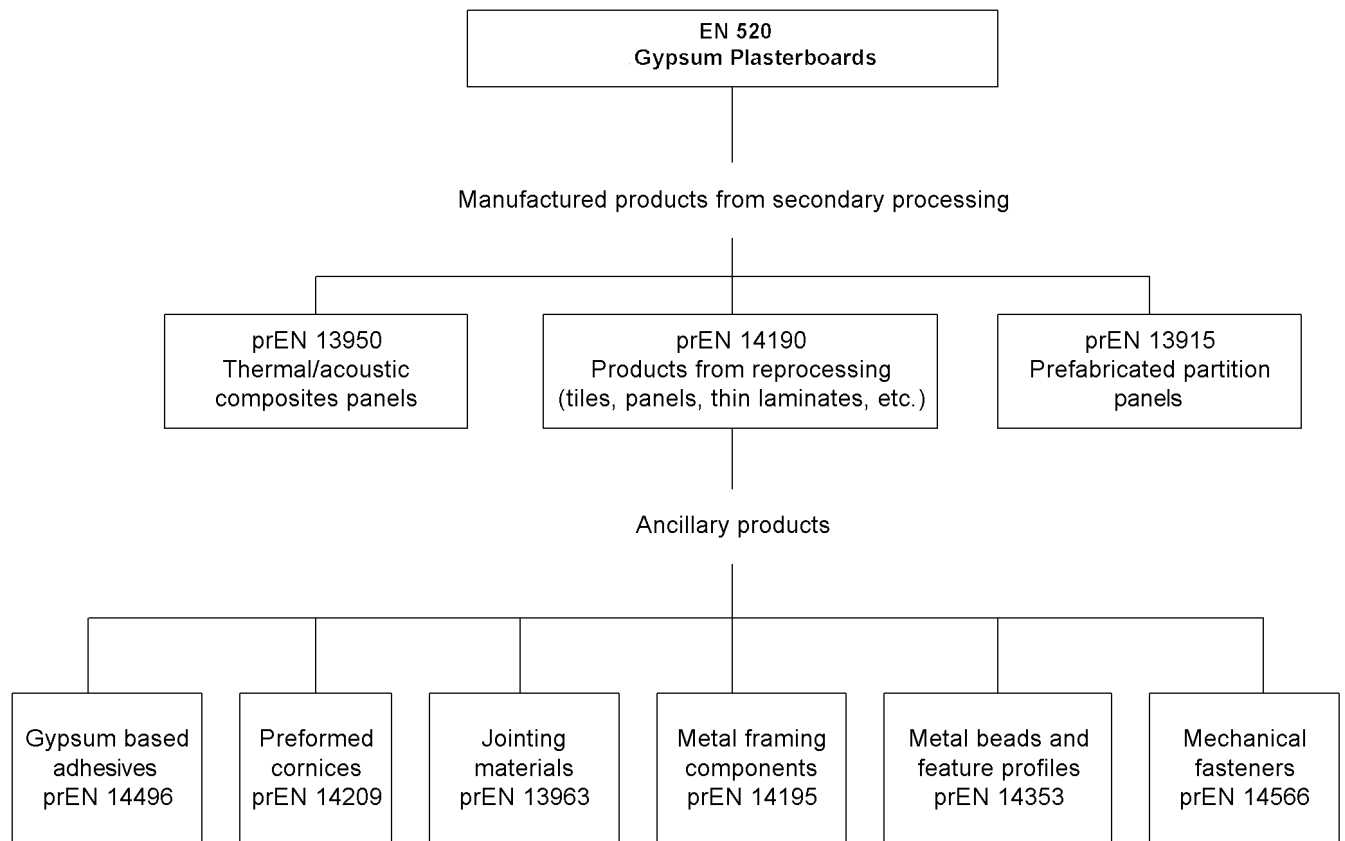 EN 520
Gypsum Plasterboards
Manufactured products from secondary processing
prEN 13950
Thermal/acoustic
composites panels
prEN 14190
Products from reprocessing
(tiles, panels, thin laminates, etc.)
prEN 13915
Prefabricated partition
panels
Ancillary products
Gypsum based
adhesives
prEN 14496
Preformed
cornices
prEN 14209
Jointing
materials
prEN 13963
Metal framing
components
prEN 14195
Metal beads and
feature profiles
prEN 14353
Mechanical
fasteners
prEN 14566